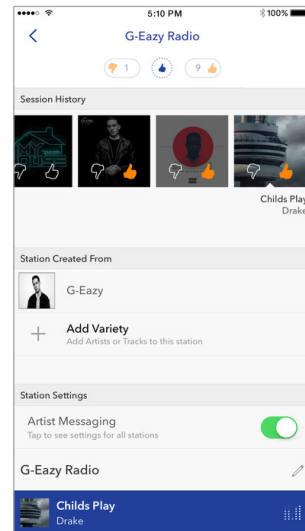 5:10 PM
100%
G-Eazy Radio
1
9
Session History
MY
MUSE
Childs Play
Drake
Station Created From
G-Eazy
Add Variety
Add Artists or Tracks to this station
Station Settings
Artist Messaging
Tap to see settings for all stations
G-Eazy Radio
Childs Play
Drake